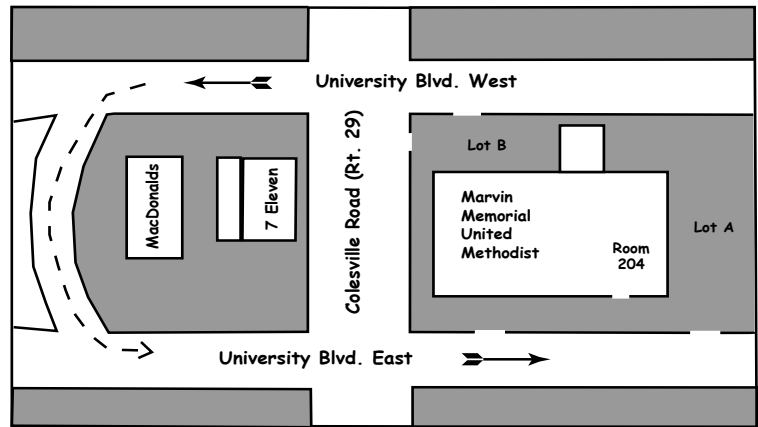 University Blvd. West
Colesville Road (Rt. 29)
MacDonalds
7 Eleven
Lot B
Marvin
Memorial
United
Methodist
Room
204
Lot A
University Blvd. East